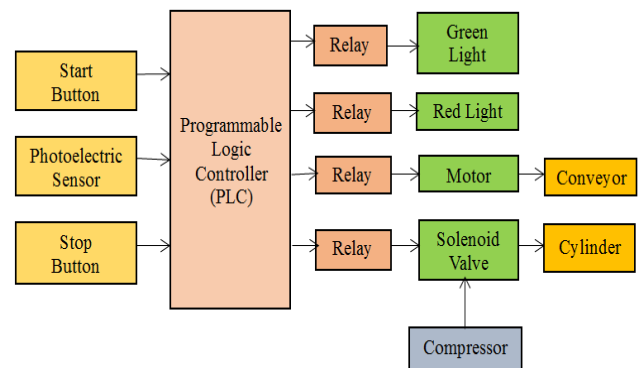 Start
Button
Photoelectric
Sensor
Stop
Button
Programmable
Logic
Controller
(PLC)
Relay
Green
Light
Relay
Red Light
Relay
Motor
Conveyor
Relay
Solenoid
Valve
Cylinder
Compressor